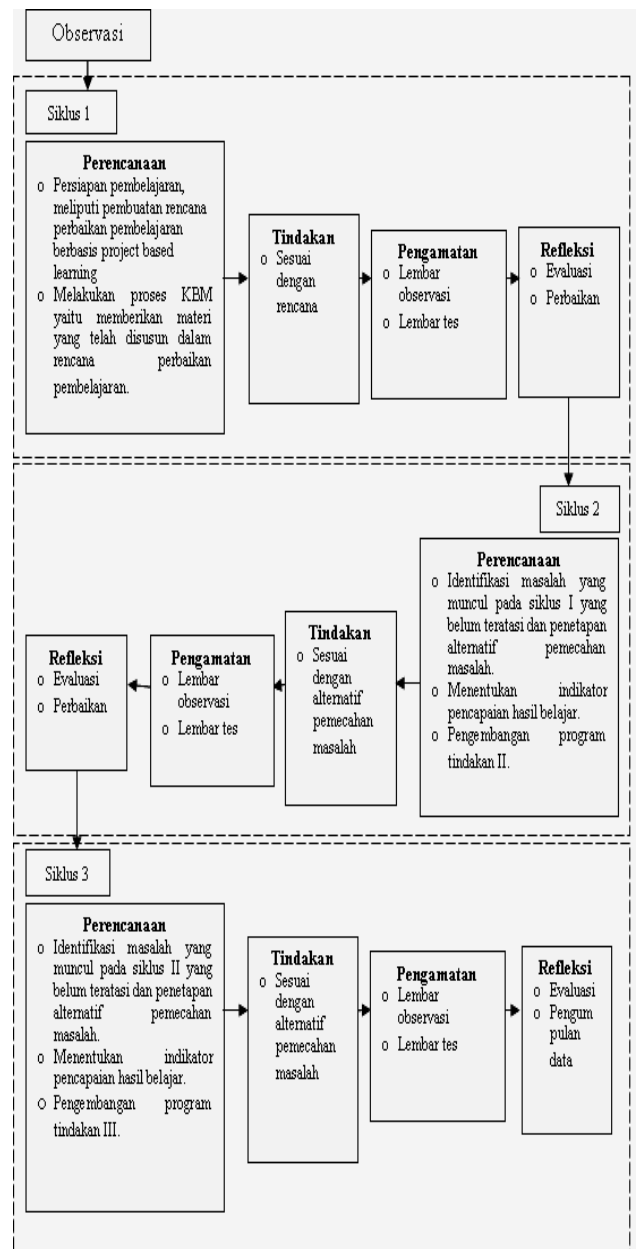 Observasi
Siklus 1
Perencanaan
o Persiapan pembelajaran,
meliputi pembuatan rencana
perbaikan pembelajaran
berbasis project based
learning
o Melakukan proses KBM
yaitu memberikan materi
yang telah disusun dalam
rencana perbaikan
pembelajaran.
Tindakan
o Sesuai
dengan
rencana
Pengamatan
o Lembar
observasi
o Lembar tes
Refleksi
o Evaluasi
o Perbaikan
Siklus 2
Perencanaan
o Identifikasi masalah yang
muncul pada siklus I yang
belum teratasi dan penetapan
alternatif pemecahan
masalah.
o Menentukan indikator
pencapaian hasil belajar.
o Pengembangan program
tindakan II.
Tindakan
o Sesuai
dengan
alternatif
pemecahan
masalah
Pengamatan
o Lembar
observasi
o Lembar tes
Refleksi
o Evaluasi
o Perbaikan
Siklus 3
Perencanaan
o Identifikasi masalah yang
muncul pada siklus II yang
belum teratasi dan penetapan
alternatif pemecahan
masalah.
o Menentukan indikator
pencapaian hasil belajar.
o Pengembangan program
tindakan III.
Tindakan
o Sesuai
dengan
alternatif
pemecahan
masalah
Pengamatan
o Lembar
observasi
o Lembar tes
Refleksi
o Evaluasi
o Pengum
pulan
data